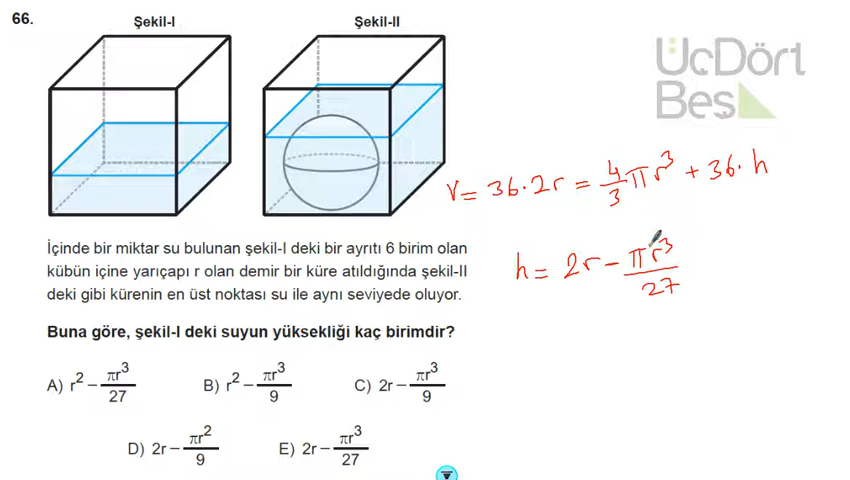 66.
Şekil-I
Şekil-II
ÜçDört
Beş
V = 36·2r = 4/3 πr³ + 36·h
h = 2r − πr³/27
İçinde bir miktar su bulunan şekil-I deki bir ayrıtı 6 birim olan
kübün içine yarıçapı r olan demir bir küre atıldığında şekil-II
deki gibi kürenin en üst noktası su ile aynı seviyede oluyor.
Buna göre, şekil-I deki suyun yüksekliği kaç birimdir?
A) r² − πr³/27
B) r² − πr³/9
C) 2r − πr³/9
D) 2r − πr²/9
E) 2r − πr³/27